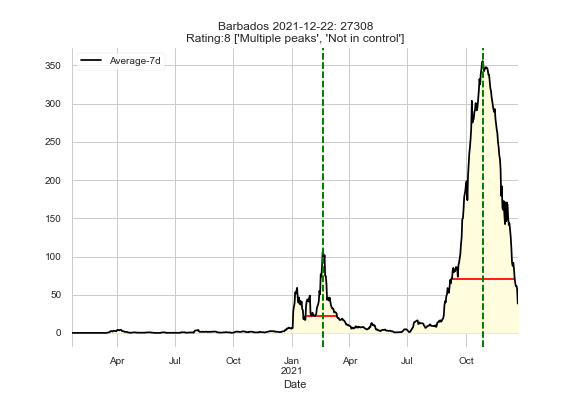 Barbados 2021-12-22: 27308
Rating:8 ['Multiple peaks', 'Not in control']
Average-7d
350
300
250
200
150
100
50
0
Apr Jul Oct Jan Apr Jul Oct
2021
Date